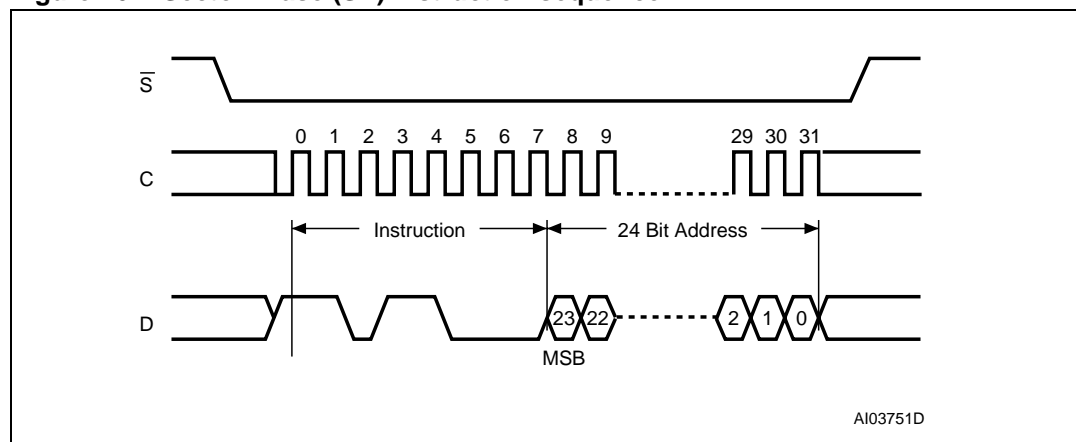 S
0 1 2 3 4 5 6 7 8 9 29 30 31
C
Instruction 24 Bit Address
D 23 22 2 1 0
MSB
AI03751D